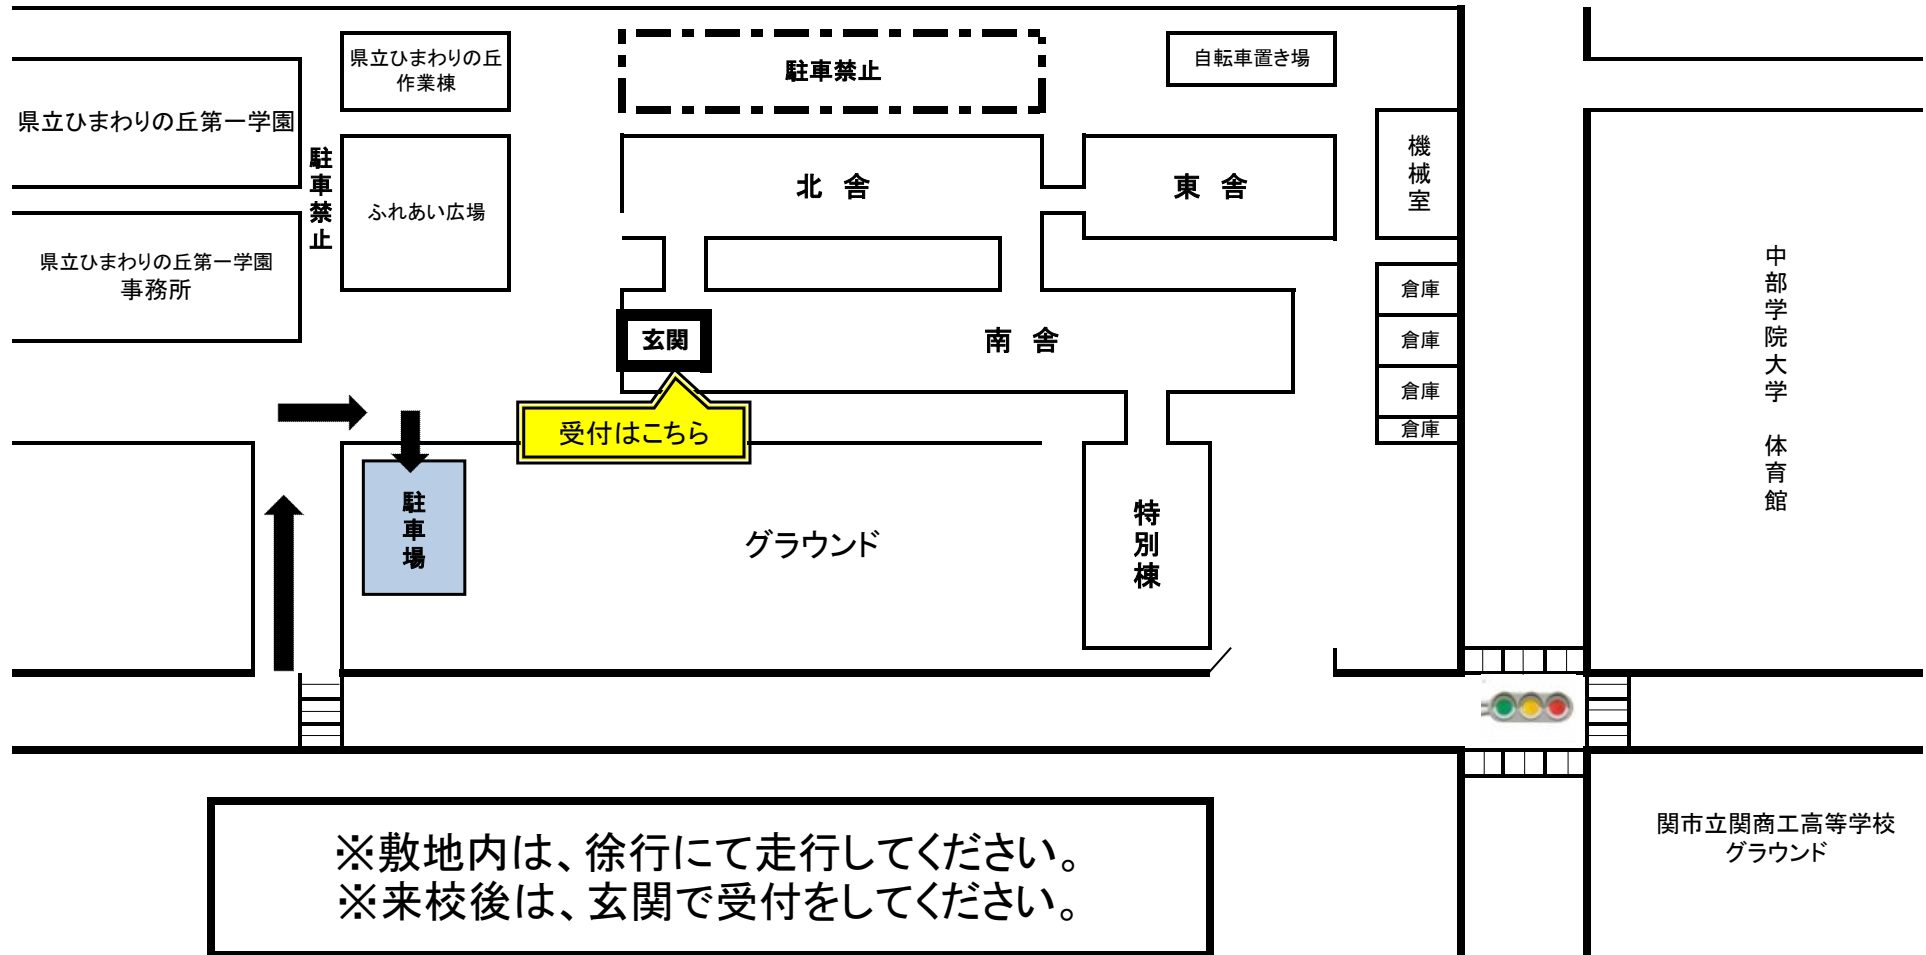 県立ひまわりの丘
作業棟
駐車禁止
自転車置き場
県立ひまわりの丘第一学園
駐車禁止
ふれあい広場
北 舎
東 舎
機械室
県立ひまわりの丘第一学園
事務所
倉庫
倉庫
倉庫
倉庫
玄関
南 舎
受付はこちら
駐車場
グラウンド
特別棟
中部学院大学 体育館
関市立関商工高等学校
グラウンド
※敷地内は、徐行にて走行してください。
※来校後は、玄関で受付をしてください。